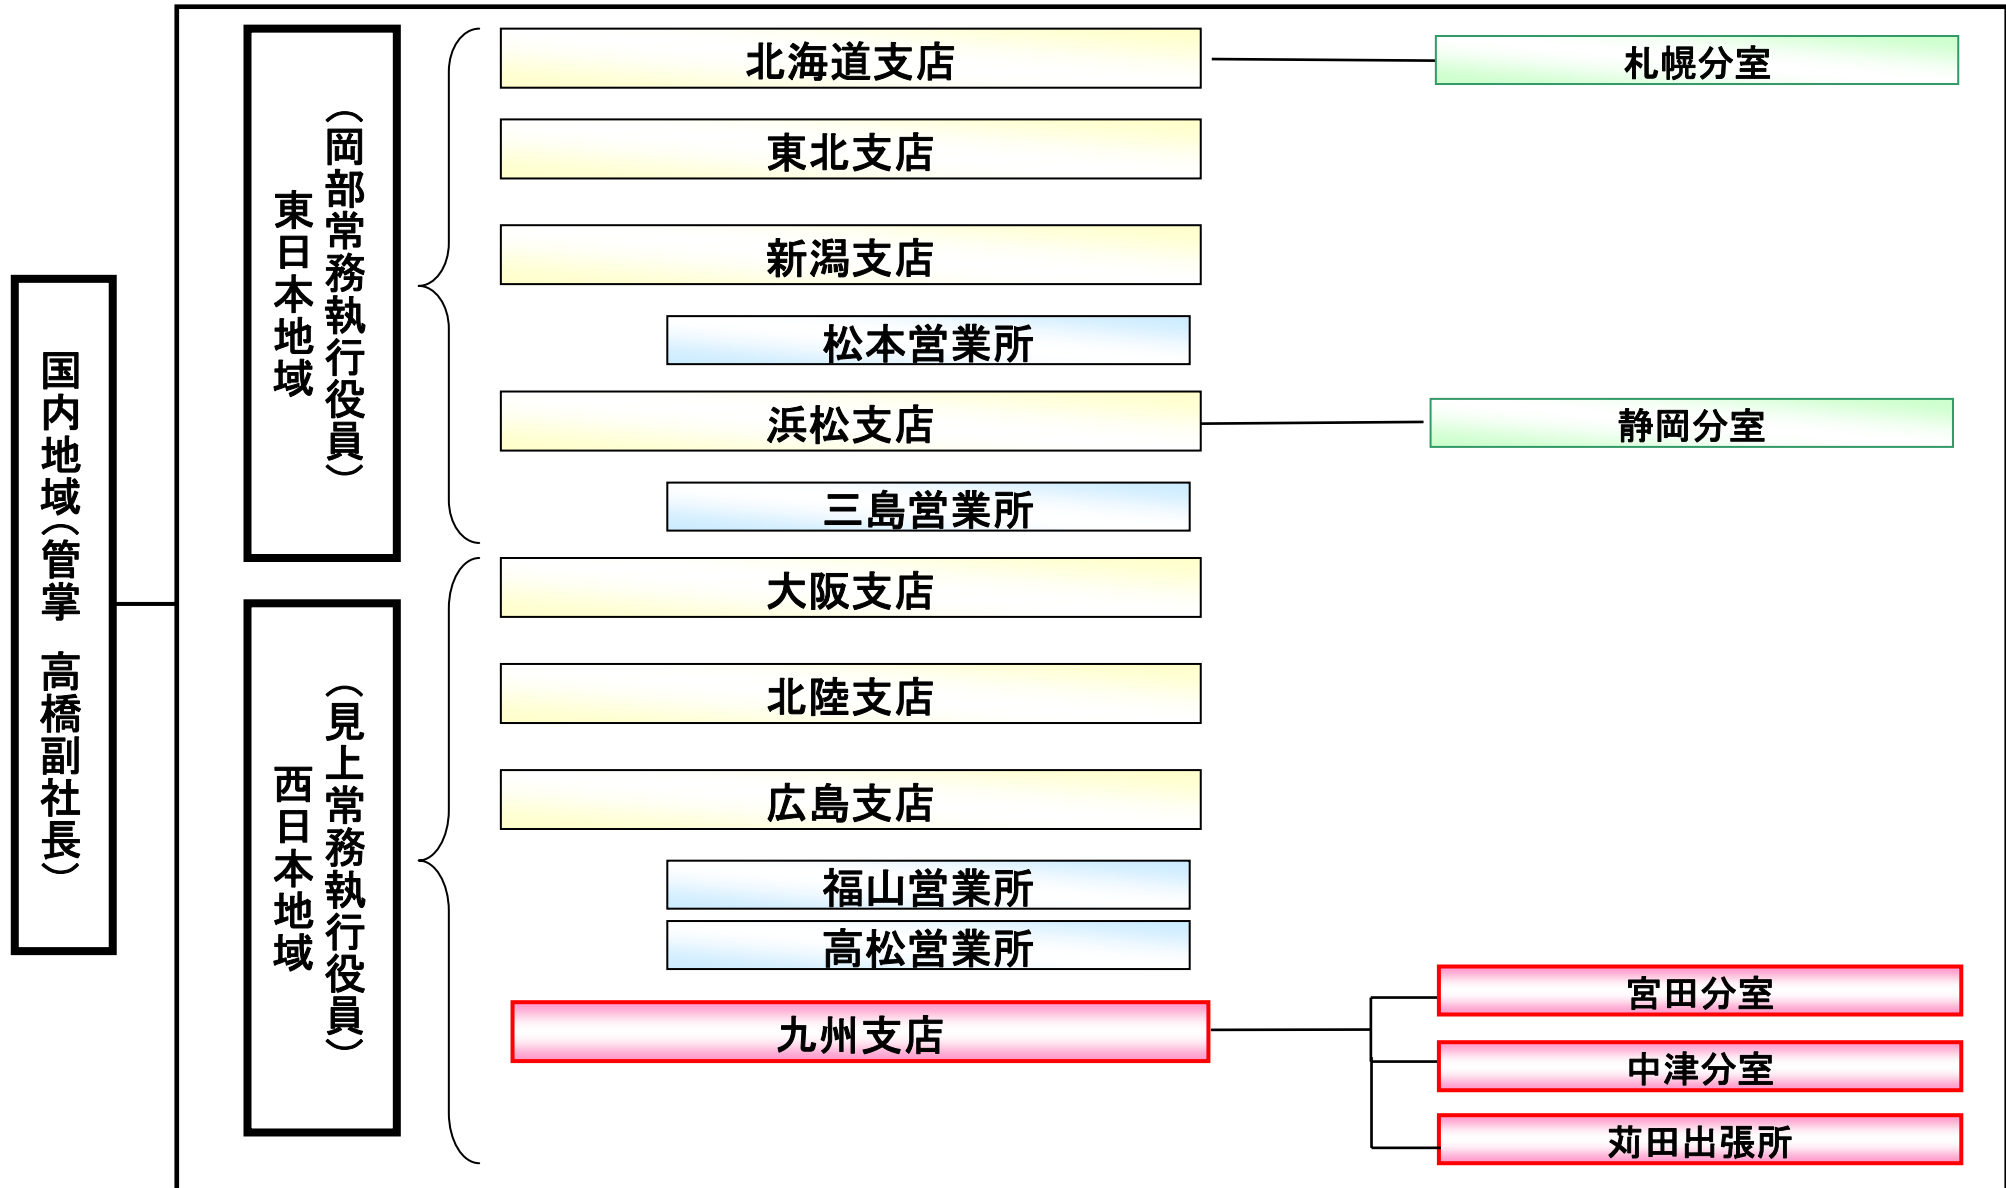 国内地域（管掌　高橋副社長）
（岡部常務執行役員）
東日本地域
北海道支店
札幌分室
東北支店
新潟支店
松本営業所
浜松支店
静岡分室
三島営業所
（見上常務執行役員）
西日本地域
大阪支店
北陸支店
広島支店
福山営業所
高松営業所
九州支店
宮田分室
中津分室
苅田出張所